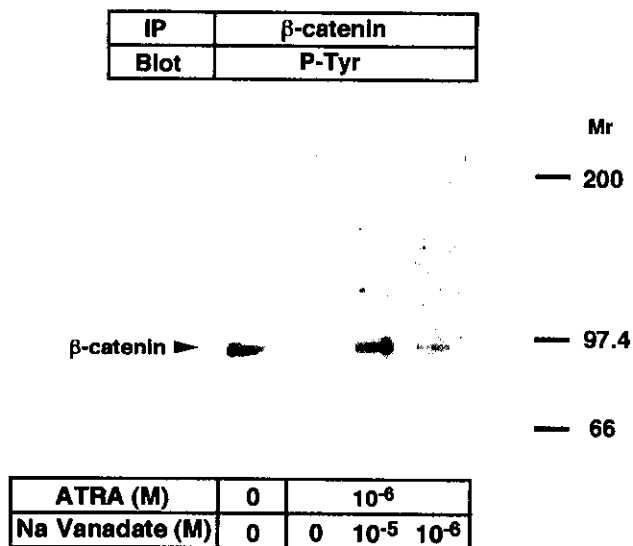 IP β-catenin
Blot P-Tyr
Mr
200
β-catenin
97.4
66
ATRA (M) 0 10⁻⁶
Na Vanadate (M) 0 0 10⁻⁵ 10⁻⁶